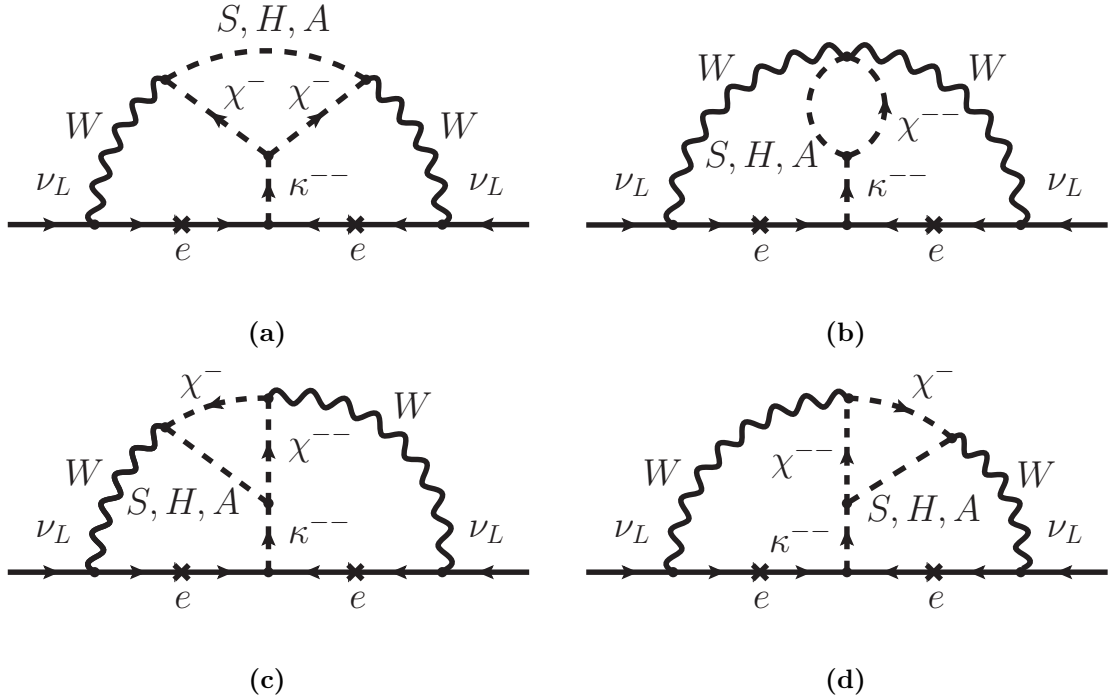 S, H, A
χ⁻ χ⁻
W W
κ⁻⁻
ν_L ν_L
e e
(a)
W W
χ⁻⁻
S, H, A
κ⁻⁻
ν_L ν_L
e e
(b)
χ⁻
W
χ⁻⁻
W
S, H, A
κ⁻⁻
ν_L ν_L
e e
(c)
χ⁻
χ⁻⁻
W W
S, H, A
κ⁻⁻
ν_L ν_L
e e
(d)